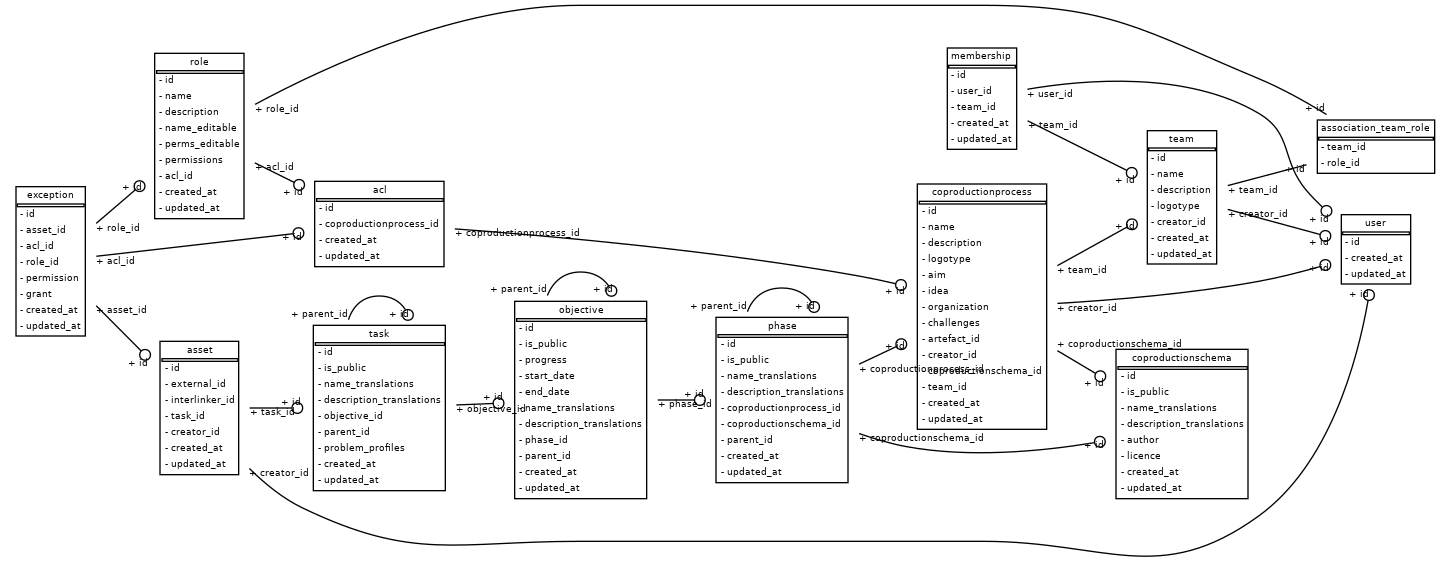 role
- id
- name
- description
- name_editable
- perms_editable
- permissions
- acl_id
- created_at
- updated_at
+ role_id
+ acl_id
+ id
exception
- id
- asset_id
- acl_id
- role_id
- permission
- grant
- created_at
- updated_at
+ id
+ role_id
+ acl_id
+ id
+ asset_id
+ id
acl
- id
- coproductionprocess_id
- created_at
- updated_at
+ coproductionprocess_id
+ id
asset
- id
- external_id
- interlinker_id
- task_id
- creator_id
- created_at
- updated_at
+ task_id
+ id
+ creator_id
+ id
+ parent_id
+ id
task
- id
- is_public
- name_translations
- description_translations
- objective_id
- parent_id
- problem_profiles
- created_at
- updated_at
+ objective_id
+ id
+ parent_id
+ id
objective
- id
- is_public
- progress
- start_date
- end_date
- name_translations
- description_translations
- phase_id
- parent_id
- created_at
- updated_at
+ phase_id
+ id
+ parent_id
+ id
phase
- id
- is_public
- name_translations
- description_translations
- coproductionprocess_id
- coproductionschema_id
- parent_id
- created_at
- updated_at
+ coproductionprocess_id
+ id
+ coproductionschema_id
+ id
membership
- id
- user_id
- team_id
- created_at
- updated_at
+ user_id
+ id
+ team_id
+ id
coproductionprocess
- id
- name
- description
- logotype
- aim
- idea
- organization
- challenges
- artefact_id
- creator_id
- coproductionschema_id
- team_id
- created_at
- updated_at
+ team_id
+ id
+ creator_id
+ id
+ coproductionschema_id
+ id
team
- id
- name
- description
- logotype
- creator_id
- created_at
- updated_at
+ team_id
+ id
+ creator_id
+ id
coproductionschema
- id
- is_public
- name_translations
- description_translations
- author
- licence
- created_at
- updated_at
+ id
association_team_role
- team_id
- role_id
user
- id
- created_at
- updated_at